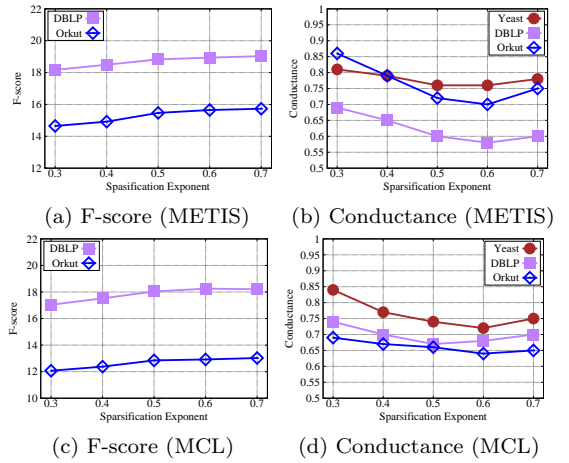 22
20
18
16
14
12
F-score
DBLP
Orkut
0.3 0.4 0.5 0.6 0.7
Spasification Exponent
(a) F-score (METIS)
1
0.95
0.9
0.85
0.8
0.75
0.7
0.65
0.6
0.55
0.5
Conductance
Yeast
DBLP
Orkut
0.3 0.4 0.5 0.6 0.7
Sparsification Exponent
(b) Conductance (METIS)
22
20
18
16
14
12
10
F-score
DBLP
Orkut
0.3 0.4 0.5 0.6 0.7
Sparsification Exponent
(c) F-score (MCL)
1
0.95
0.9
0.85
0.8
0.75
0.7
0.65
0.6
0.55
0.5
Conductance
Yeast
DBLP
Orkut
0.3 0.4 0.5 0.6 0.7
Sparsification Exponent
(d) Conductance (MCL)